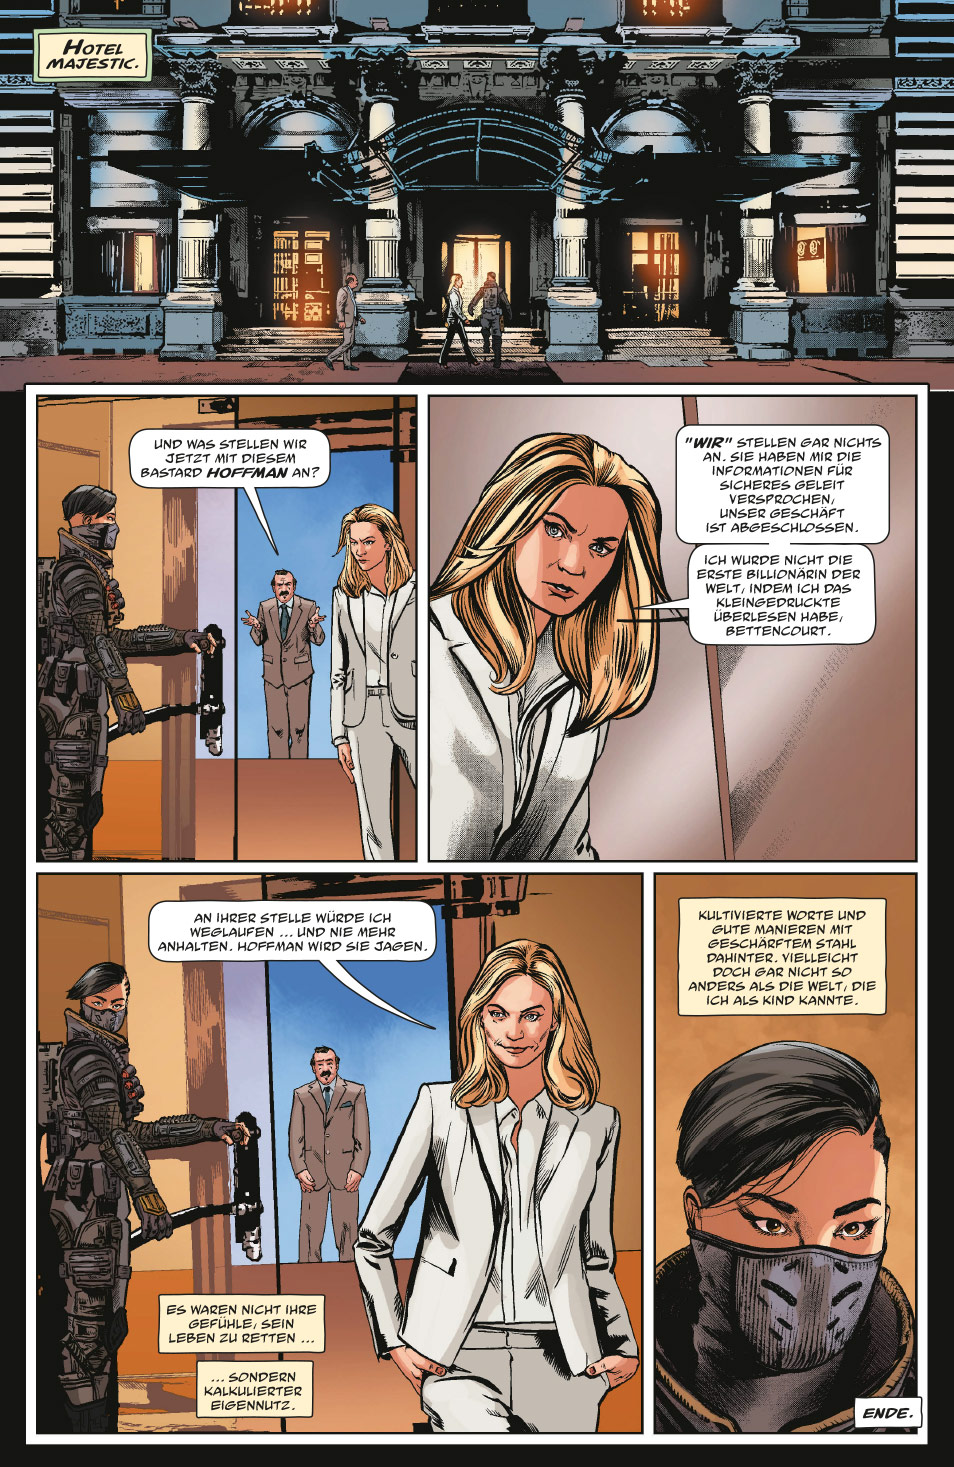 HOTEL
MAJESTIC.
UND WAS STELLEN WIR
JETZT MIT DIESEM
BASTARD HOFFMAN AN?
"WIR" STELLEN GAR NICHTS
AN. SIE HABEN MIR DIE
INFORMATIONEN FÜR
SICHERES GELEIT
VERSPROCHEN,
UNSER GESCHÄFT
IST ABGESCHLOSSEN.
ICH WURDE NICHT DIE
ERSTE BILLIONÄRIN DER
WELT, INDEM ICH DAS
KLEINGEDRUCKTE
ÜBERLESEN HABE,
BETTENCOURT.
AN IHRER STELLE WÜRDE ICH
WEGLAUFEN ... UND NIE MEHR
ANHALTEN. HOFFMAN WIRD SIE JAGEN.
ES WAREN NICHT IHRE
GEFÜHLE, SEIN
LEBEN ZU RETTEN ...
... SONDERN
KALKULIERTER
EIGENNUTZ.
KULTIVIERTE WORTE UND
GUTE MANIEREN MIT
GESCHÄRFTEM STAHL
DAHINTER. VIELLEICHT
DOCH GAR NICHT SO
ANDERS ALS DIE WELT, DIE
ICH ALS KIND KANNTE.
ENDE.